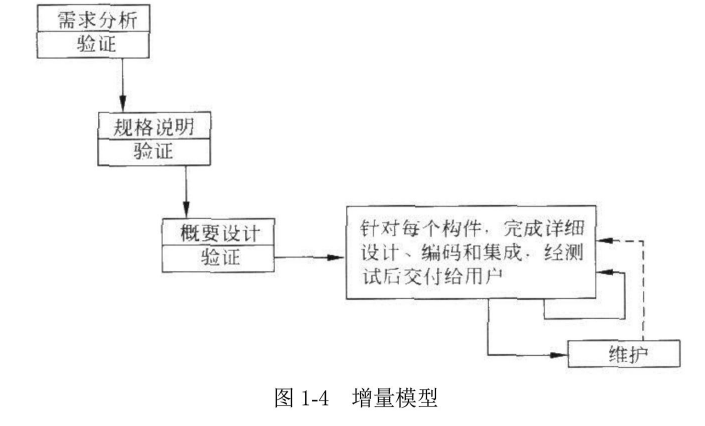 需求分析
验证
规格说明
验证
概要设计
验证
针对每个构件，完成详细
设计、编码和集成，经测
试后交付给用户
维护
图 1-4 增量模型